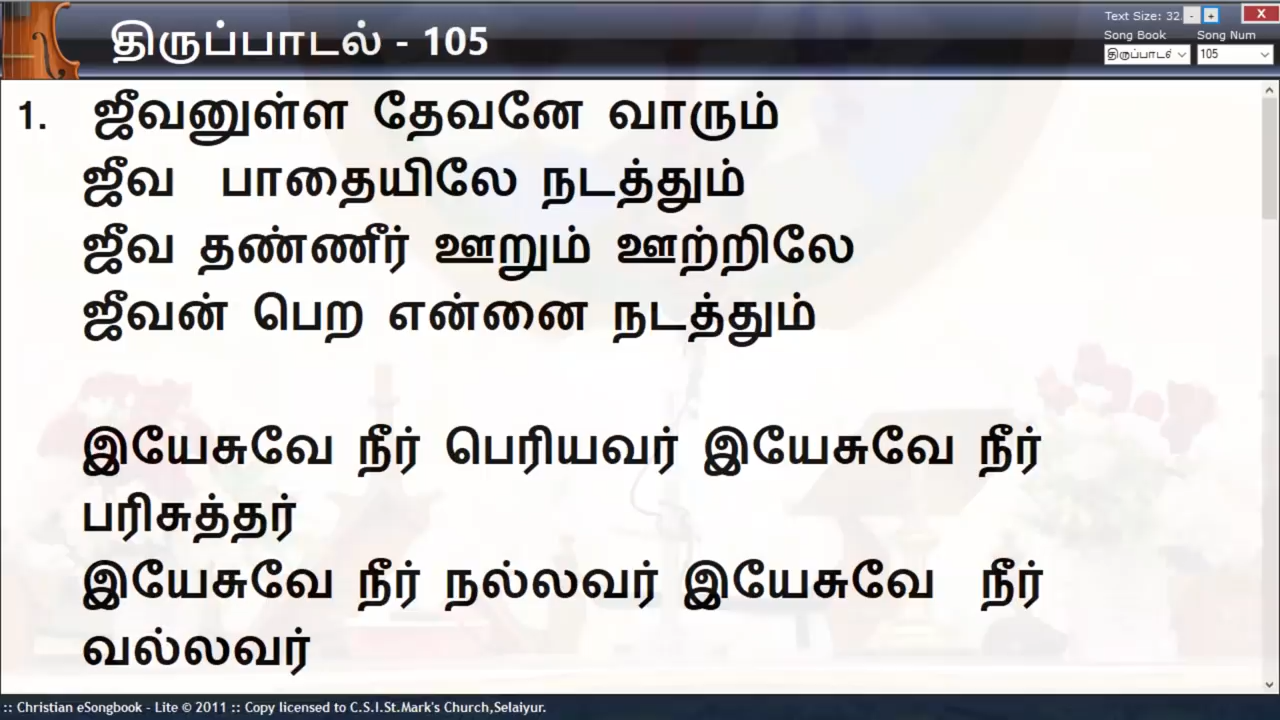 திருப்பாடல் - 105
Text Size: 32. - + X
Song Book Song Num
திருப்பாடல் 105
1. ஜீவனுள்ள தேவனே வாரும்
ஜீவ பாதையிலே நடத்தும்
ஜீவ தண்ணீர் ஊறும் ஊற்றிலே
ஜீவன் பெற என்னை நடத்தும்
இயேசுவே நீர் பெரியவர் இயேசுவே நீர்
பரிசுத்தர்
இயேசுவே நீர் நல்லவர் இயேசுவே நீர்
வல்லவர்
:: Christian eSongbook - Lite © 2011 :: Copy licensed to C.S.I.St.Mark's Church,Selaiyur.